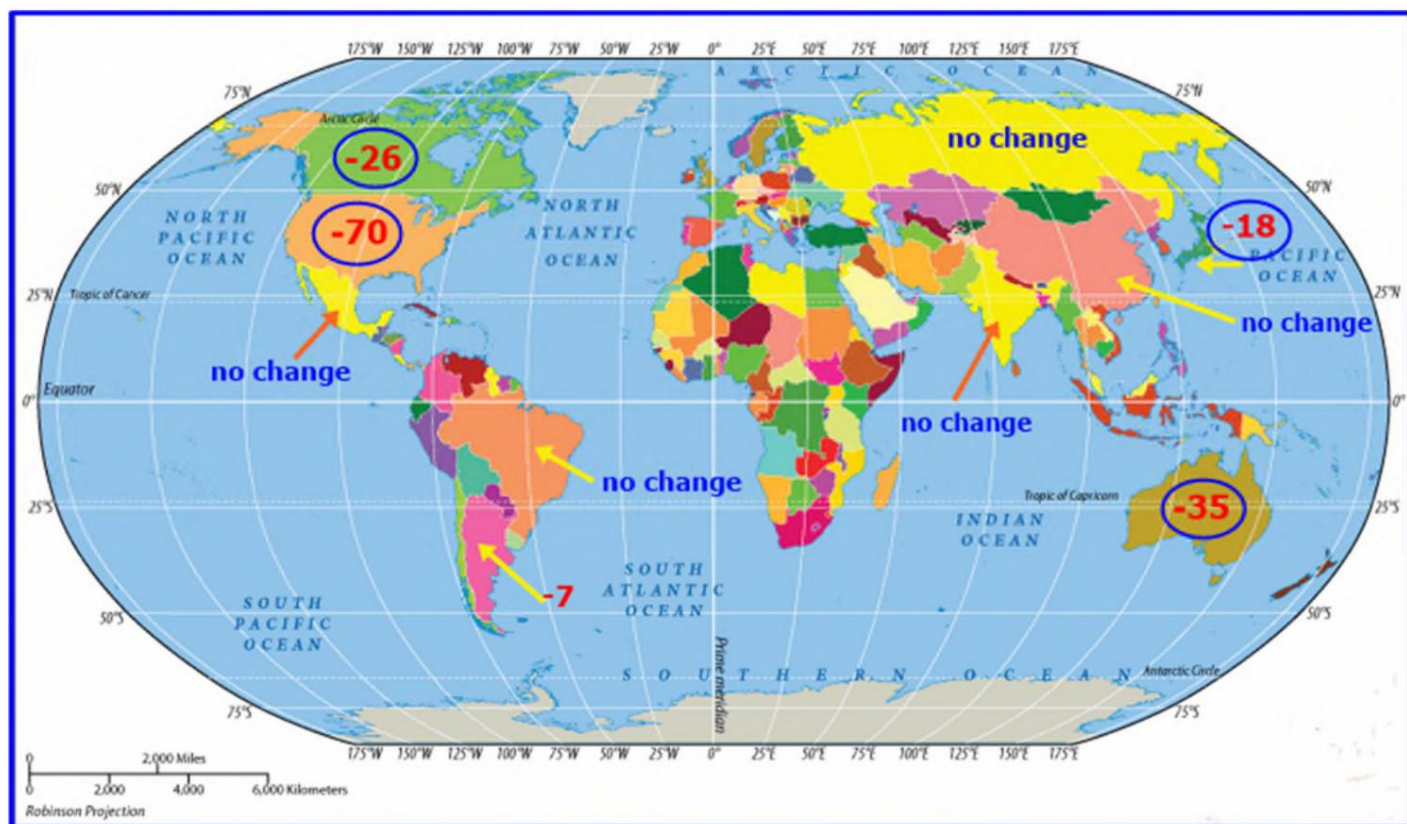 175°W 150°W 125°W 100°W 75°W 50°W 25°W 0° 25°E 50°E 75°E 100°E 125°E 150°E 175°E
ARCTIC OCEAN
75°N
75°N
Arctic Circle
no change
-26
50°N
50°N
NORTH
PACIFIC
OCEAN
-70
NORTH
ATLANTIC
OCEAN
-18
PACIFIC
OCEAN
25°N
Tropic of Cancer
25°N
no change
no change
Equator
0°
0°
no change
no change
Tropic of Capricorn
-35
25°S
25°S
INDIAN
OCEAN
SOUTH
ATLANTIC
OCEAN
-7
SOUTH
PACIFIC
OCEAN
50°S
50°S
Prime meridian
SOUTHERN OCEAN
Antarctic Circle
75°S
75°S
175°W 150°W 125°W 100°W 75°W 50°W 25°W 0° 25°E 50°E 75°E 100°E 125°E 150°E 175°E
0 2,000 Miles
0 2,000 4,000 6,000 Kilometers
Robinson Projection